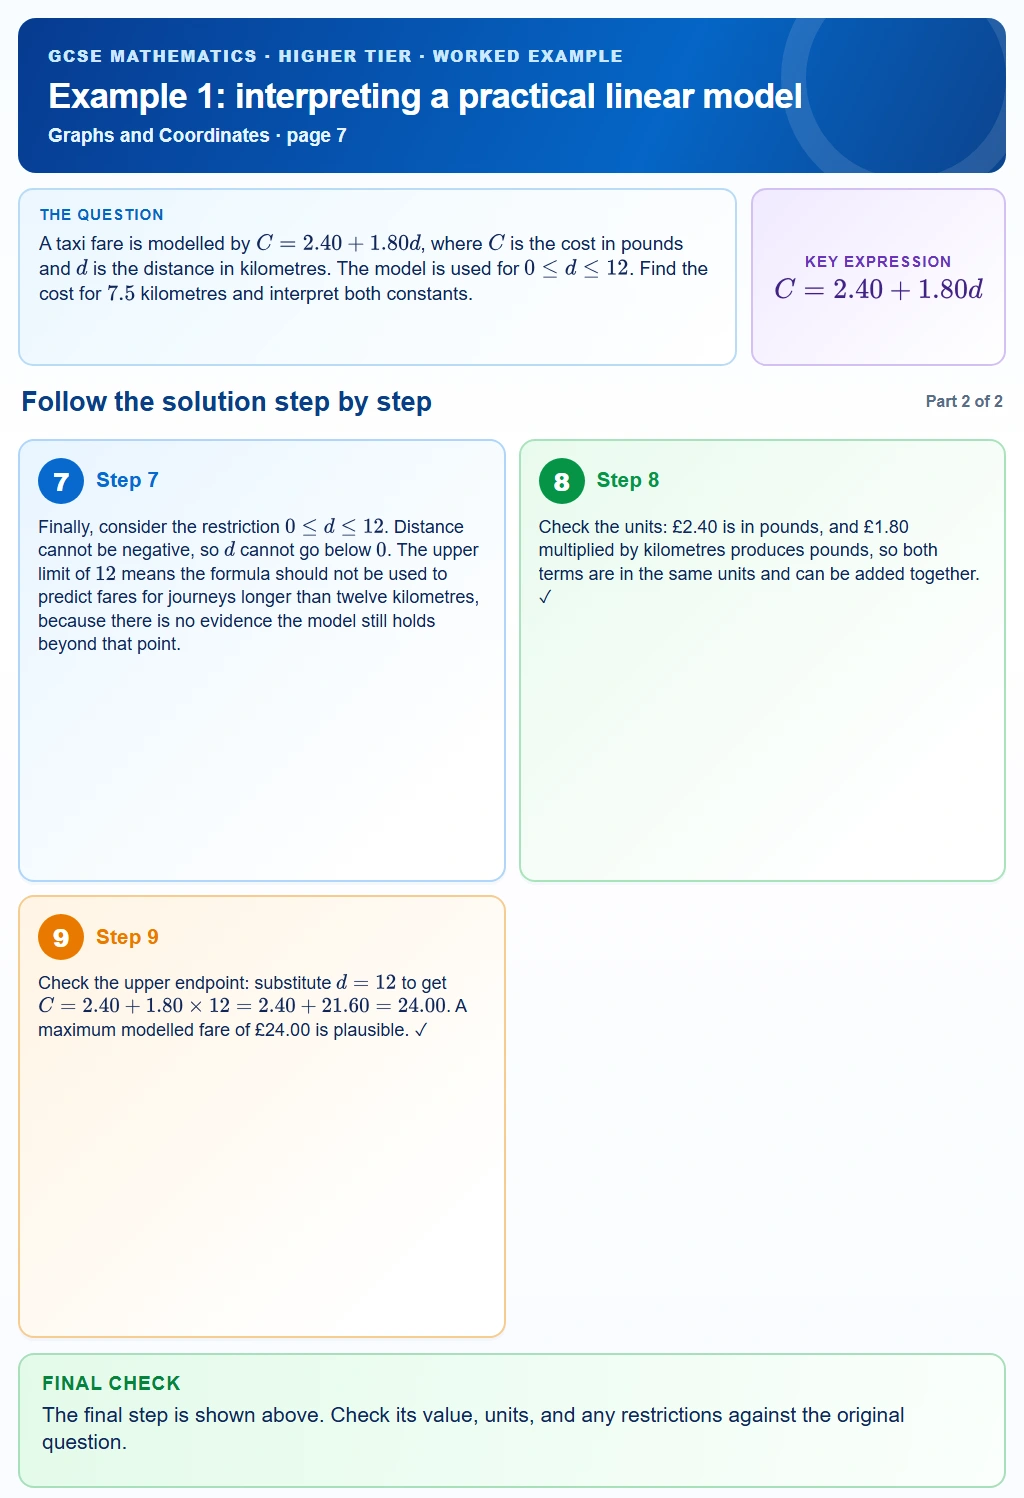 GCSE MATHEMATICS · HIGHER TIER · WORKED EXAMPLE
Example 1: interpreting a practical linear model
Graphs and Coordinates · page 7
THE QUESTION
A taxi fare is modelled by C = 2.40 + 1.80d, where C is the cost in pounds
and d is the distance in kilometres. The model is used for 0 ≤ d ≤ 12. Find the
cost for 7.5 kilometres and interpret both constants.
KEY EXPRESSION
C = 2.40 + 1.80d
Follow the solution step by step
Part 2 of 2
7 Step 7
Finally, consider the restriction 0 ≤ d ≤ 12. Distance
cannot be negative, so d cannot go below 0. The upper
limit of 12 means the formula should not be used to
predict fares for journeys longer than twelve kilometres,
because there is no evidence the model still holds
beyond that point.
8 Step 8
Check the units: £2.40 is in pounds, and £1.80
multiplied by kilometres produces pounds, so both
terms are in the same units and can be added together.
✓
9 Step 9
Check the upper endpoint: substitute d = 12 to get
C = 2.40 + 1.80 × 12 = 2.40 + 21.60 = 24.00. A
maximum modelled fare of £24.00 is plausible. ✓
FINAL CHECK
The final step is shown above. Check its value, units, and any restrictions against the original
question.